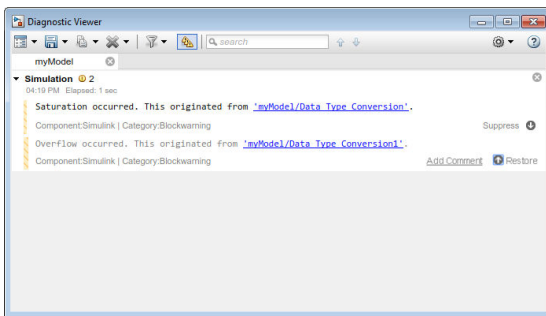 Diagnostic Viewer
search
myModel
Simulation 2
04:19 PM Elapsed: 1 sec
Saturation occurred. This originated from 'myModel/Data Type Conversion'.
Component:Simulink | Category:Blockwarning Suppress
Overflow occurred. This originated from 'myModel/Data Type Conversion1'.
Component:Simulink | Category:Blockwarning Add Comment Restore